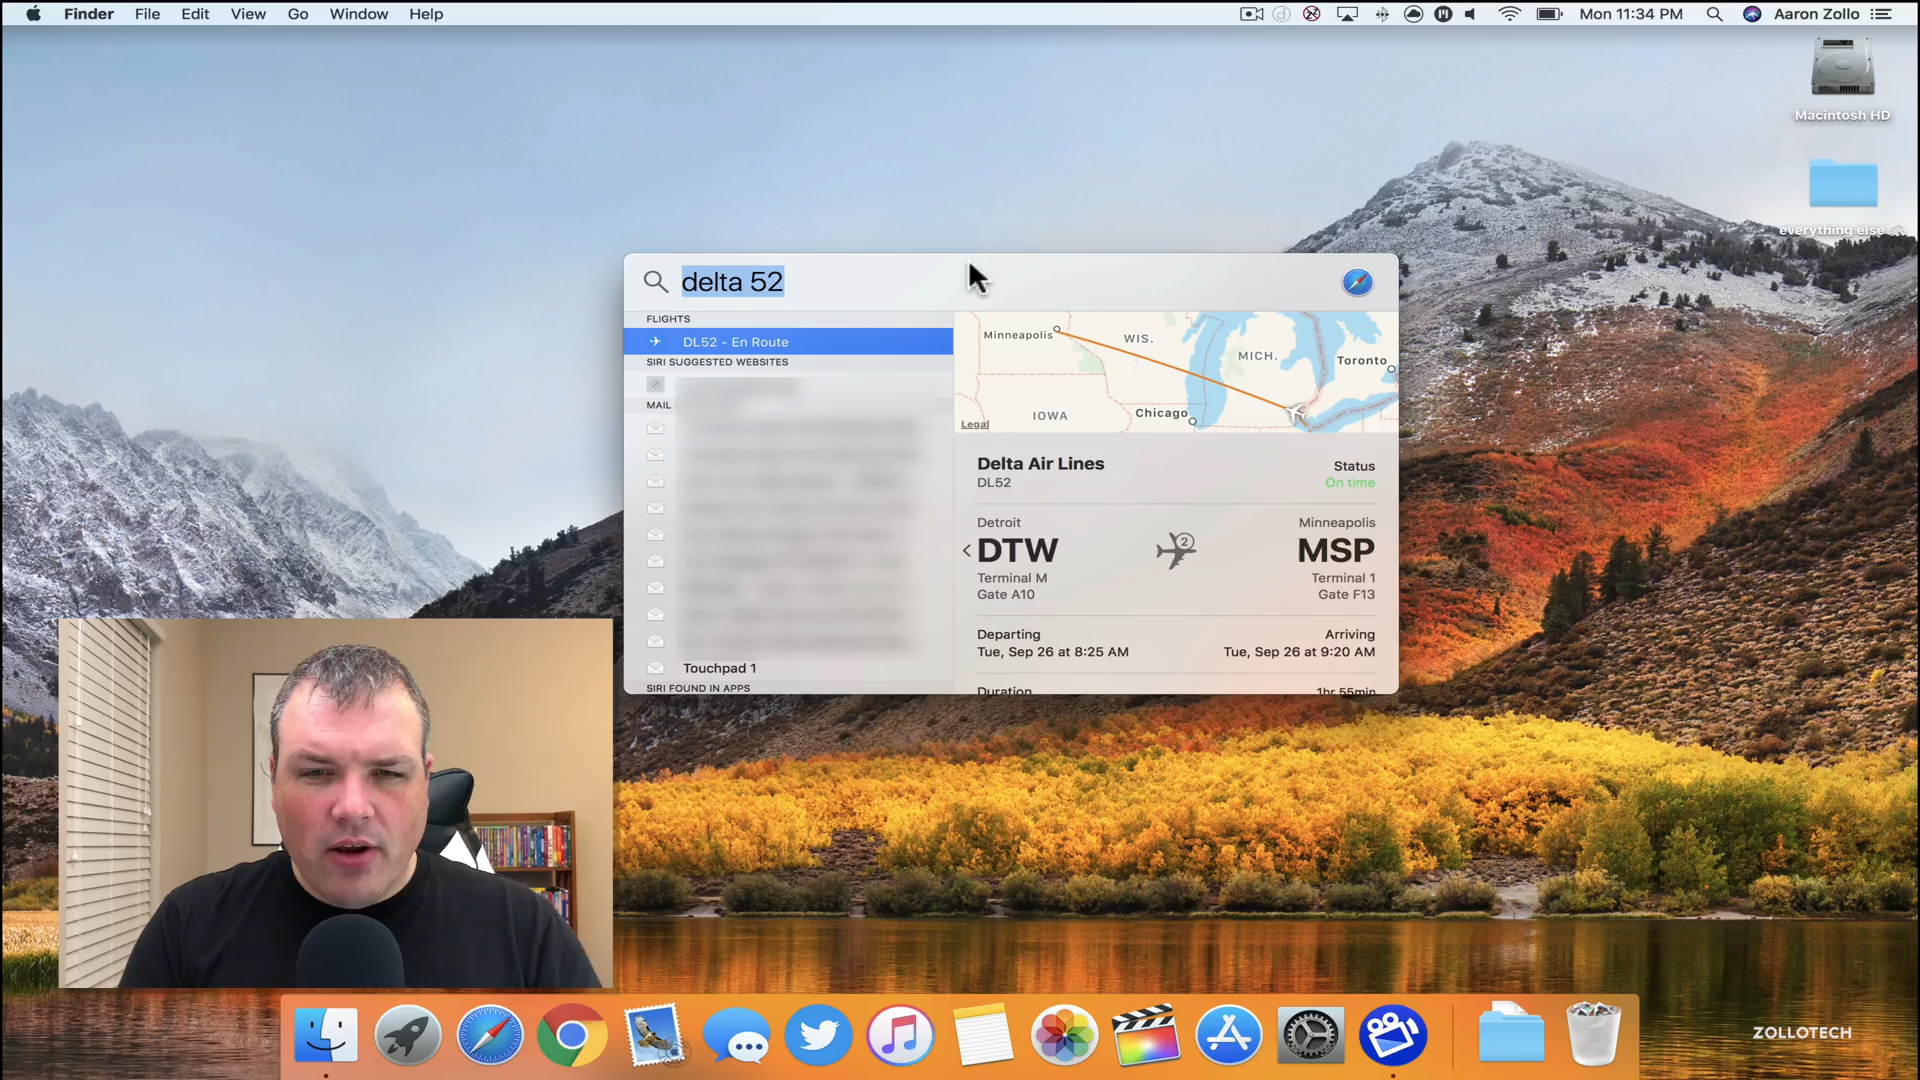 Finder File Edit View Go Window Help
Mon 11:34 PM Aaron Zollo
Macintosh HD
everything else
delta 52
FLIGHTS
DL52 - En Route
SIRI SUGGESTED WEBSITES
MAIL
Touchpad 1
SIRI FOUND IN APPS
Minneapolis
WIS.
MICH.
Toronto
IOWA
Chicago
Legal
Delta Air Lines
DL52
Status
On time
Detroit
DTW
Terminal M
Gate A10
2
Minneapolis
MSP
Terminal 1
Gate F13
Departing
Tue, Sep 26 at 8:25 AM
Arriving
Tue, Sep 26 at 9:20 AM
Duration
1hr 55min
ZOLLOTECH